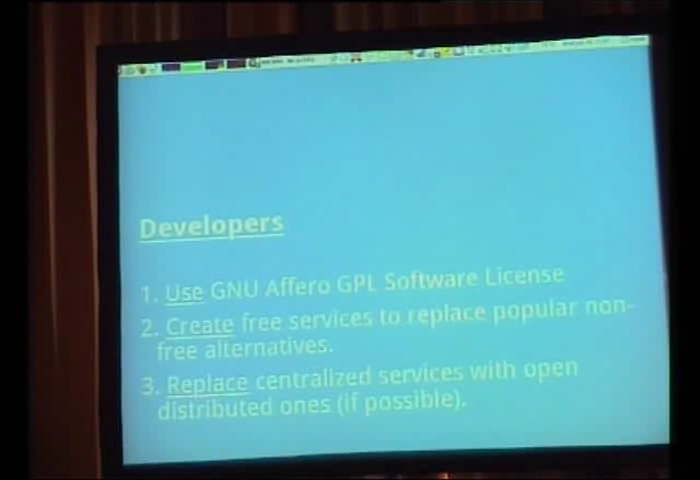 Developers
1. Use GNU Affero GPL Software License
2. Create free services to replace popular non-
free alternatives.
3. Replace centralized services with open
distributed ones (if possible).